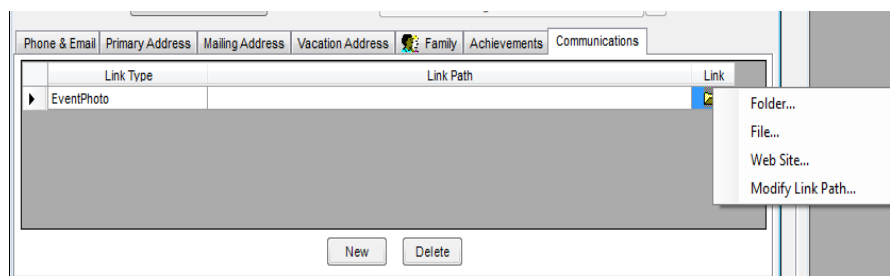 Phone & Email Primary Address Mailing Address Vacation Address Family Achievements Communications
Link Type Link Path Link
EventPhoto
Folder...
File...
Web Site...
Modify Link Path...
New Delete